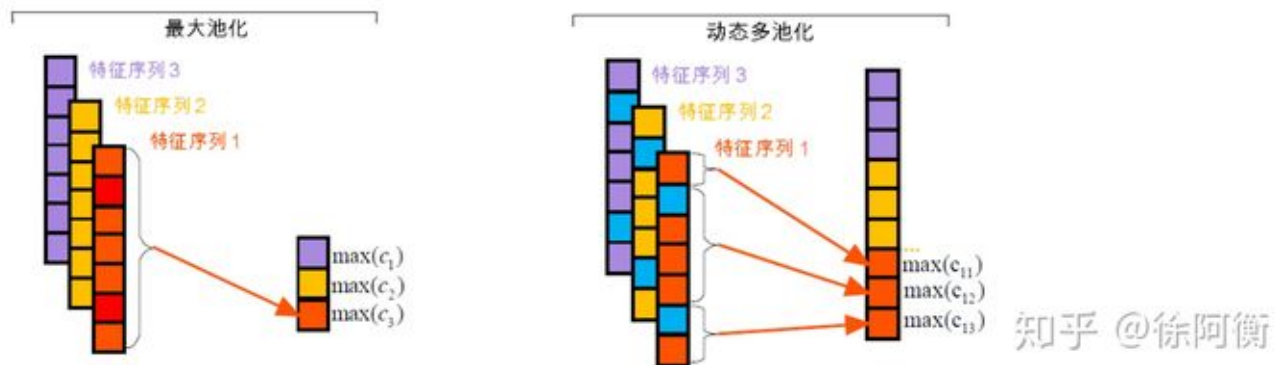 最大池化
特征序列3
特征序列2
特征序列1
max(c₁)
max(c₂)
max(c₃)
动态多池化
特征序列3
特征序列2
特征序列1
...
max(c₁₁)
max(c₁₂)
max(c₁₃)
知乎 @徐阿衡